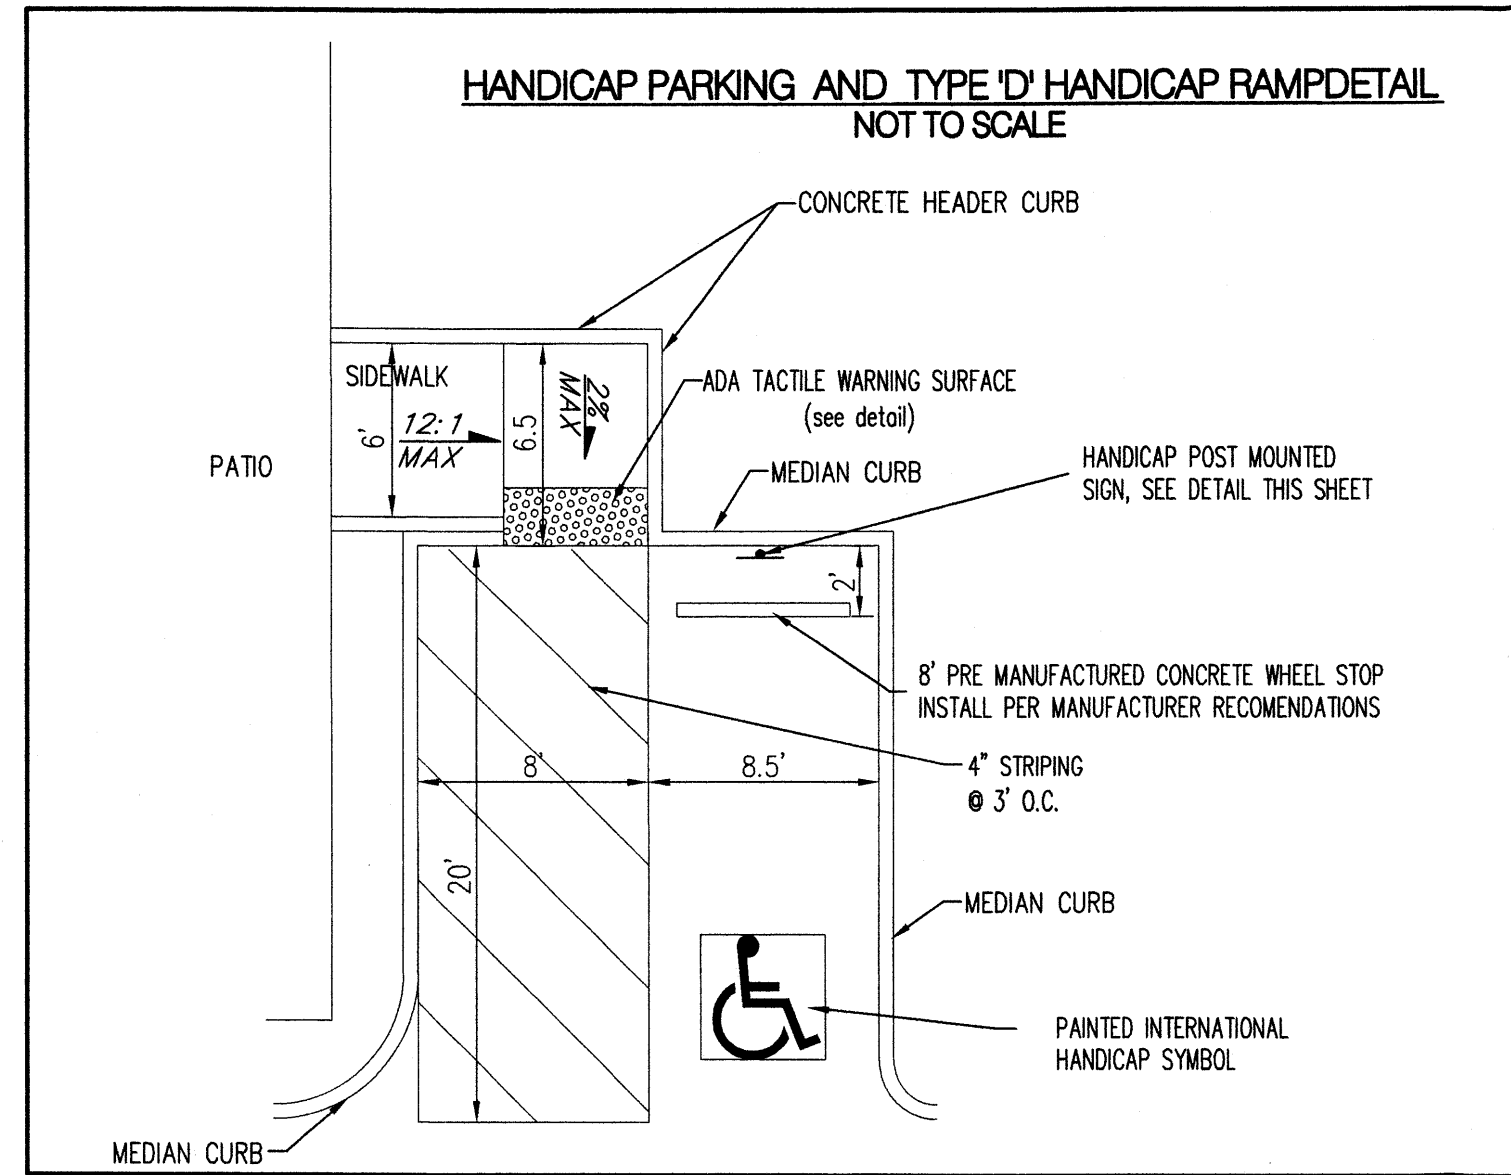 HANDICAP PARKING AND TYPE 'D' HANDICAP RAMPDETAIL
NOT TO SCALE
CONCRETE HEADER CURB
SIDEWALK
ADA TACTILE WARNING SURFACE
(see detail)
2%
MAX
6'
12:1
MAX
6.5
PATIO
MEDIAN CURB
HANDICAP POST MOUNTED
SIGN, SEE DETAIL THIS SHEET
2'
8' PRE MANUFACTURED CONCRETE WHEEL STOP
INSTALL PER MANUFACTURER RECOMENDATIONS
8'
8.5'
4" STRIPING
@ 3' O.C.
20'
MEDIAN CURB
PAINTED INTERNATIONAL
HANDICAP SYMBOL
MEDIAN CURB